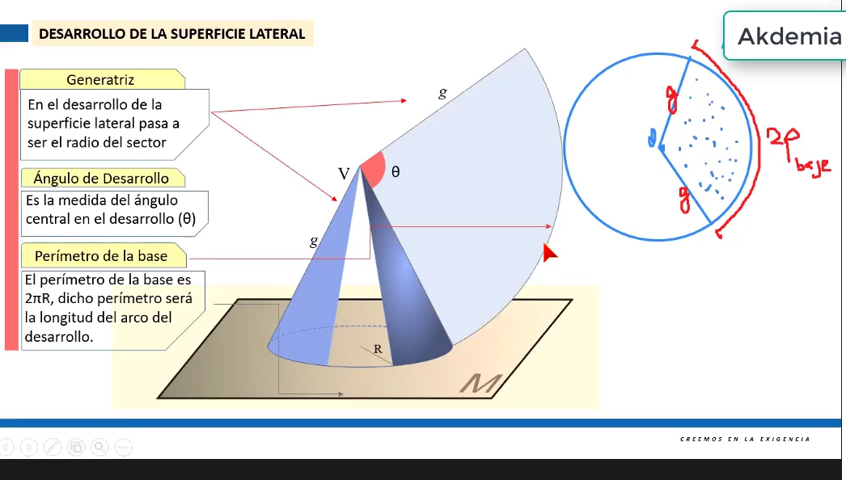 DESARROLLO DE LA SUPERFICIE LATERAL
Akdemia
Generatriz
En el desarrollo de la
superficie lateral pasa a
ser el radio del sector
Ángulo de Desarrollo
Es la medida del ángulo
central en el desarrollo (θ)
Perímetro de la base
El perímetro de la base es
2πR, dicho perímetro será
la longitud del arco del
desarrollo.
g
V
θ
g
R
M
g
θ
g
2p
base
CREEMOS EN LA EXIGENCIA